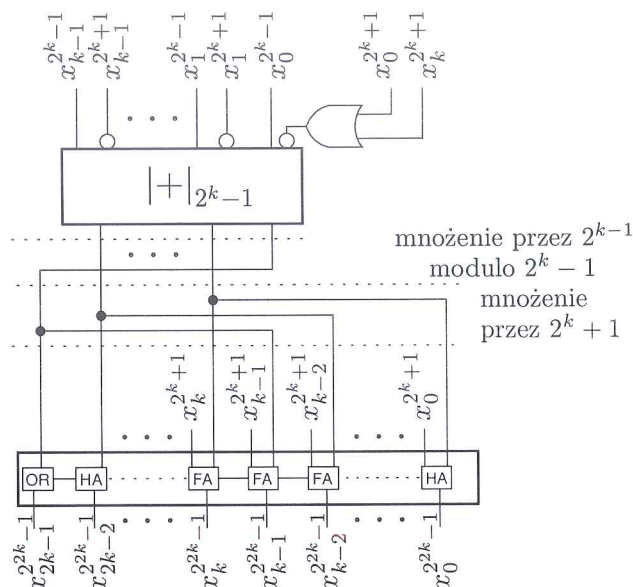 x_{k-1}^{2^k-1} x_{k-1}^{2^k+1} x_1^{2^k-1} x_1^{2^k+1} x_0^{2^k-1} x_0^{2^k+1} x_k^{2^k+1}
. . .
|+|_{2^k-1}
mnożenie przez 2^{k-1}
. . .
modulo 2^k − 1
mnożenie
przez 2^k + 1
x_k^{2^k+1} x_{k-1}^{2^k+1} x_{k-2}^{2^k+1} x_0^{2^k+1}
. . . . . .
OR HA FA FA FA HA
. . . . . .
x_{2k-1}^{2^{2k}-1} x_{2k-2}^{2^{2k}-1} x_k^{2^{2k}-1} x_{k-1}^{2^{2k}-1} x_{k-2}^{2^{2k}-1} x_0^{2^{2k}-1}